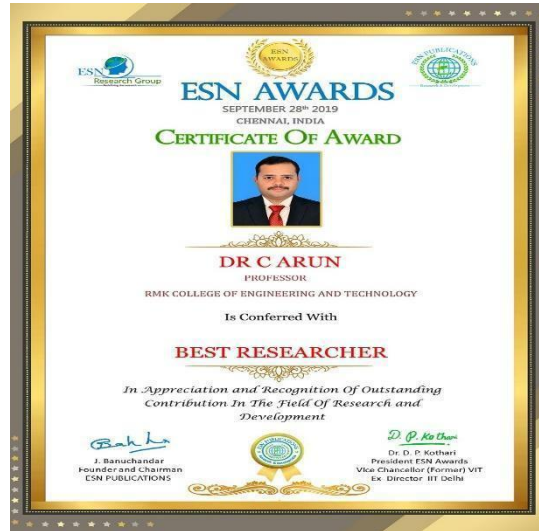 ESN
Research Group
ESN
AWARDS
ESN PUBLICATIONS
Research & Development
ESN AWARDS
SEPTEMBER 28th 2019
CHENNAI, INDIA
CERTIFICATE OF AWARD
DR C ARUN
PROFESSOR
RMK COLLEGE OF ENGINEERING AND TECHNOLOGY
Is Conferred With
BEST RESEARCHER
In Appreciation and Recognition Of Outstanding
Contribution In The Field Of Research and
Development
J. Banuchandar
Founder and Chairman
ESN PUBLICATIONS
D. P. Kothari
Dr. D. P. Kothari
President ESN Awards
Vice Chancellor (Former) VIT
Ex Director IIT Delhi